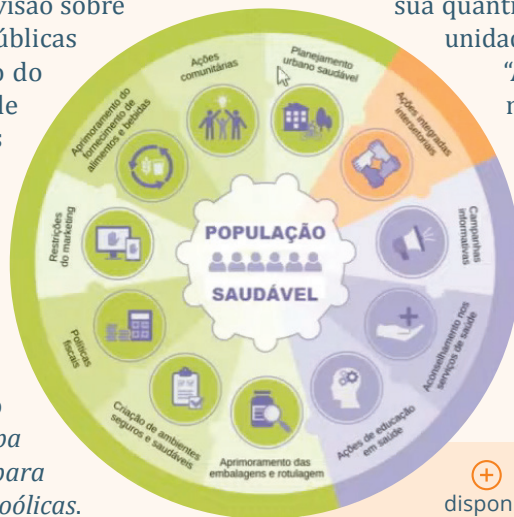 visão sobre
úblicas
o do
de
s
o
pa
para
oólicas.
sua quanti
unidad
“A
POPULAÇÃO
SAUDÁVEL
Planejamento
urbano saudável
Ações integradas
intersetoriais
Campanhas
informativas
Aconselhamento nos
serviços de saúde
Ações de educação
em saúde
Aprimoramento das
embalagens e rotulagem
Criação de ambientes
seguros e saudáveis
Políticas
fiscais
Restrições
do marketing
Aprimoramento do
fornecimento de
alimentos e bebidas
Ações
comunitárias
dispon